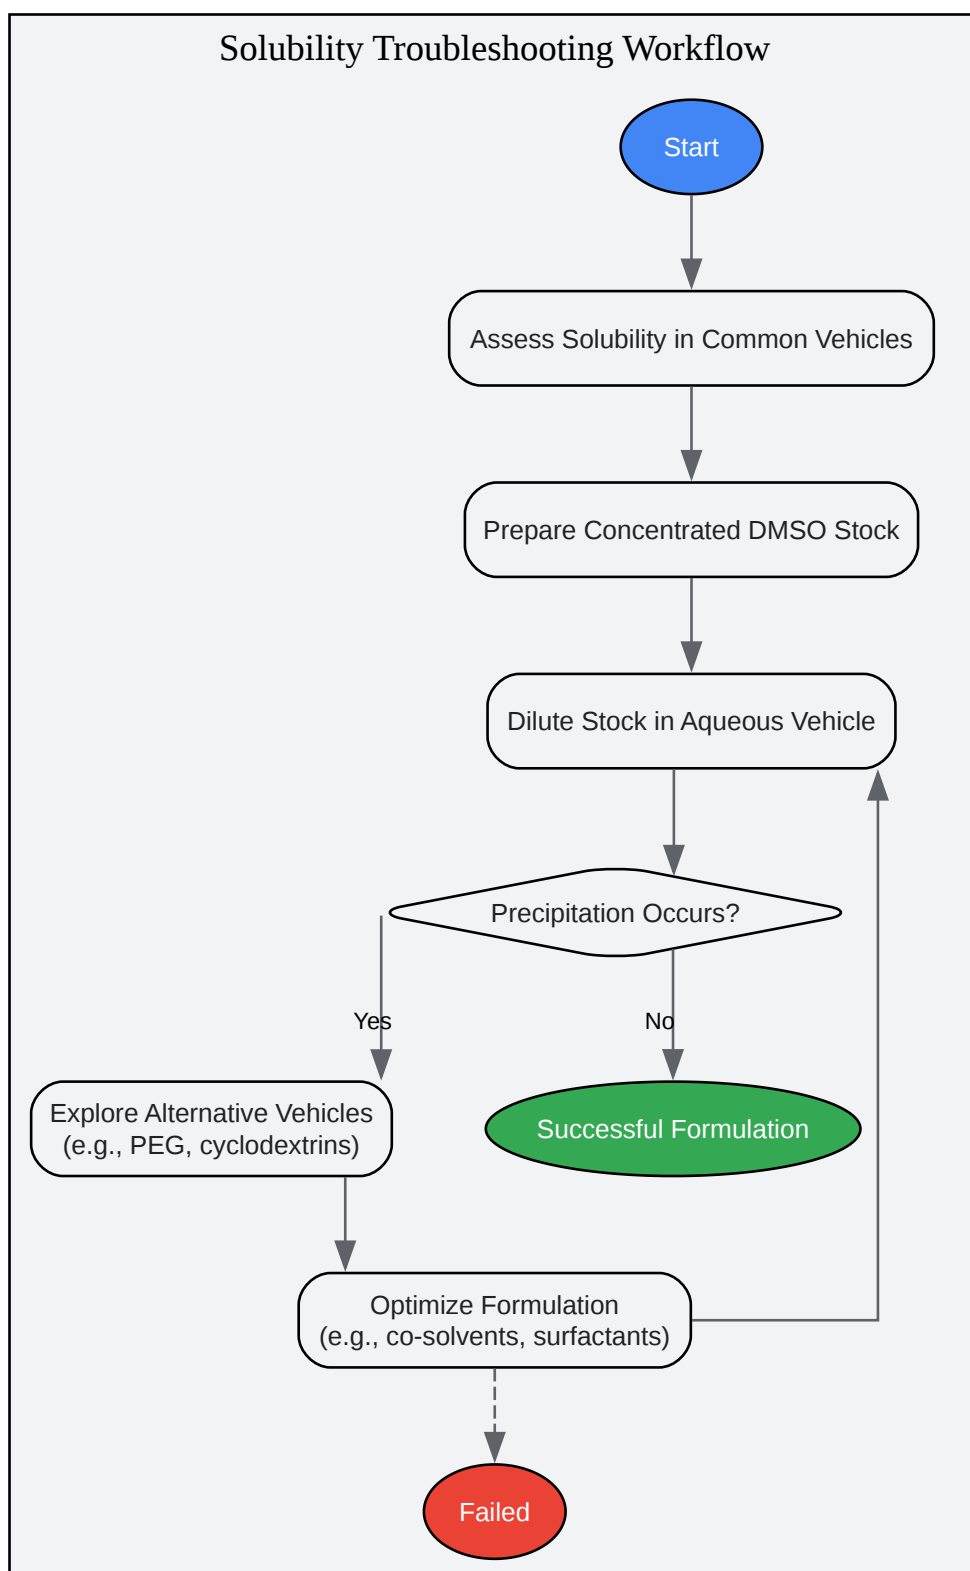 Solubility Troubleshooting Workflow
Start
Assess Solubility in Common Vehicles
Prepare Concentrated DMSO Stock
Dilute Stock in Aqueous Vehicle
Precipitation Occurs?
Yes
No
Explore Alternative Vehicles
(e.g., PEG, cyclodextrins)
Successful Formulation
Optimize Formulation
(e.g., co-solvents, surfactants)
Failed